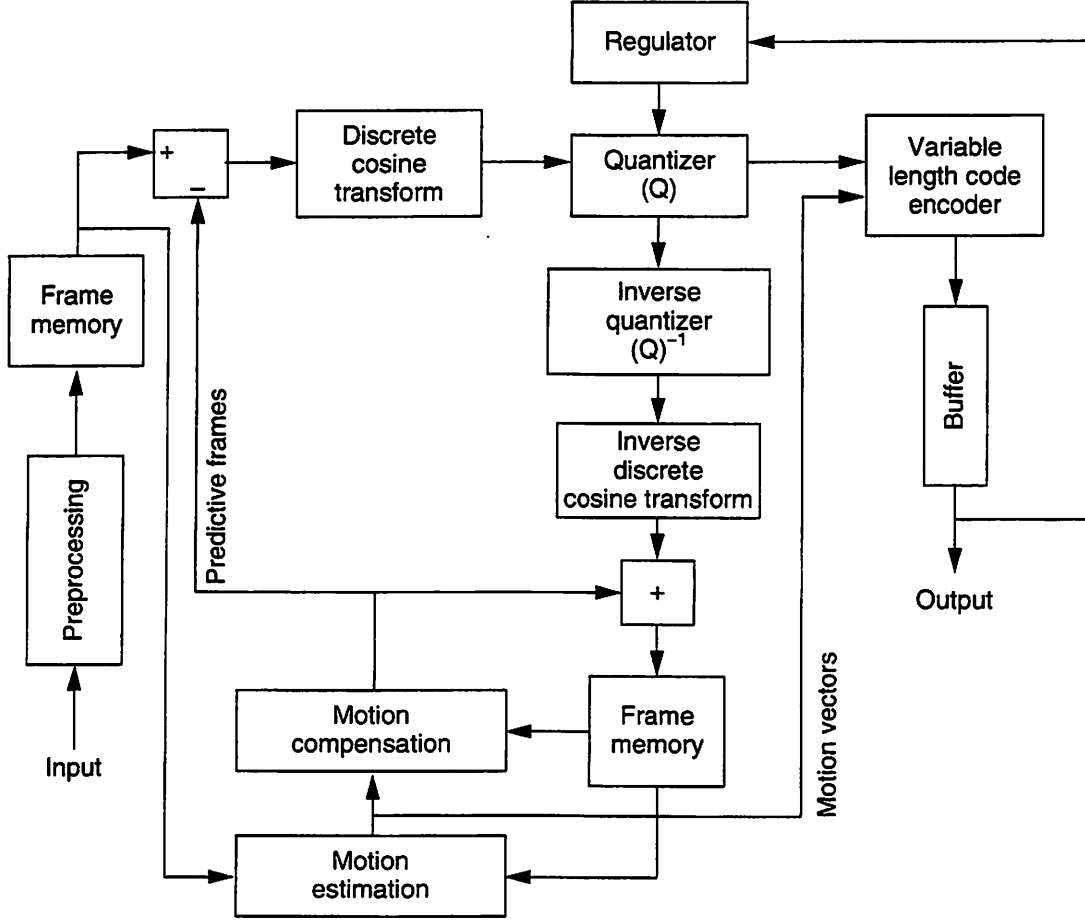 Regulator
+
−
Discrete
cosine
transform
Quantizer
(Q)
Variable
length code
encoder
Frame
memory
Inverse
quantizer
(Q)⁻¹
Buffer
Predictive frames
Inverse
discrete
cosine transform
Preprocessing
+
Output
Motion
compensation
Frame
memory
Motion vectors
Input
Motion
estimation